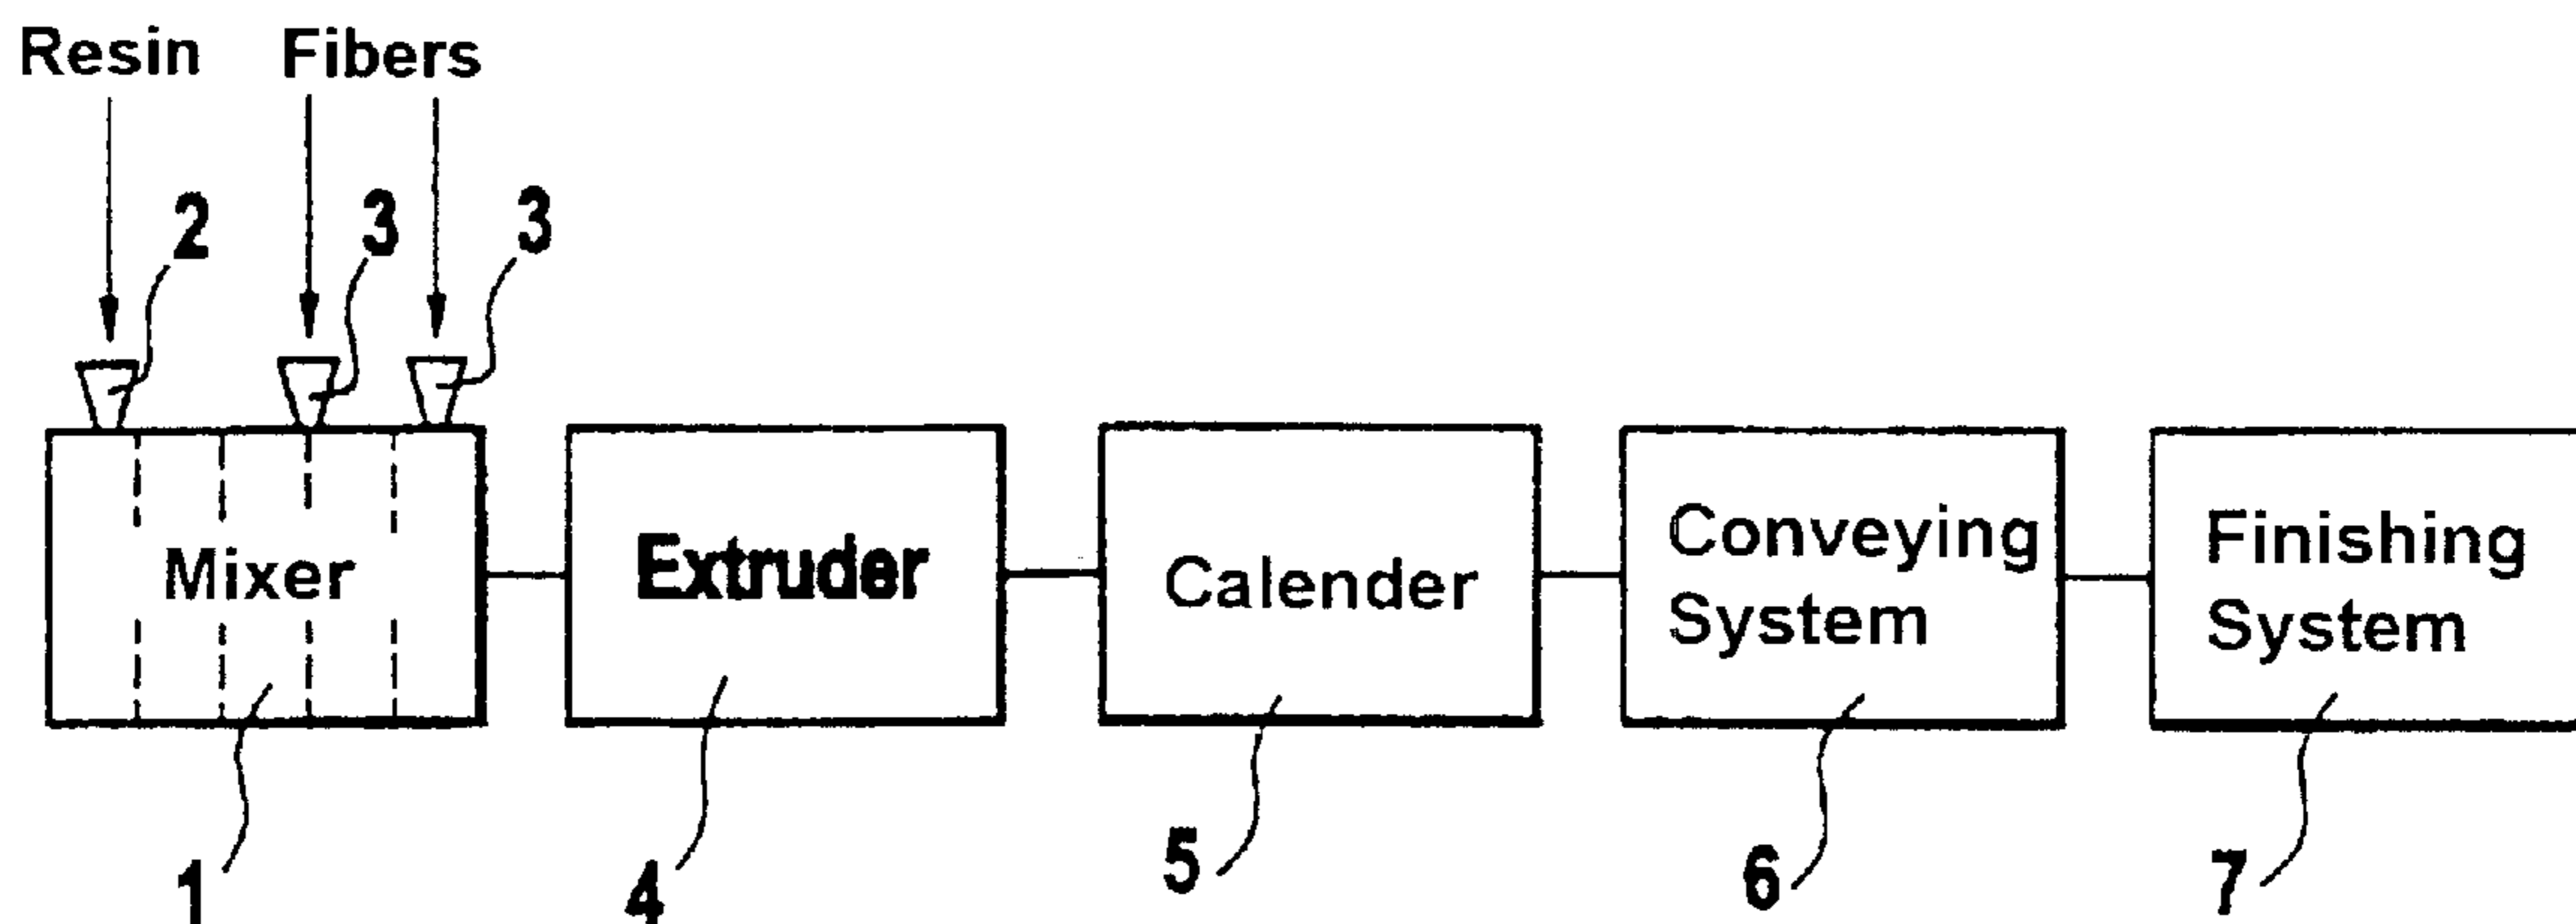 Resin Fibers
2 3 3
Mixer
Extruder
Calender
Conveying
System
Finishing
System
1 4 5 6 7